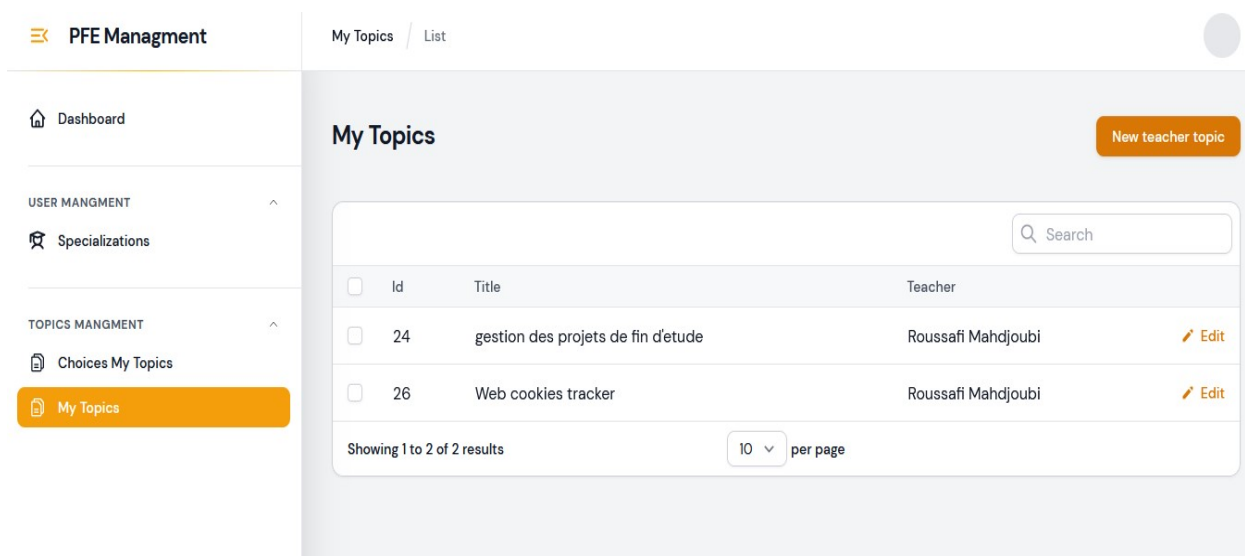 PFE Managment
My Topics / List
Dashboard
My Topics
New teacher topic
USER MANGMENT
Specializations
Search
Id Title Teacher
TOPICS MANGMENT
24 gestion des projets de fin d'etude Roussafi Mahdjoubi Edit
Choices My Topics
26 Web cookies tracker Roussafi Mahdjoubi Edit
My Topics
Showing 1 to 2 of 2 results 10 per page